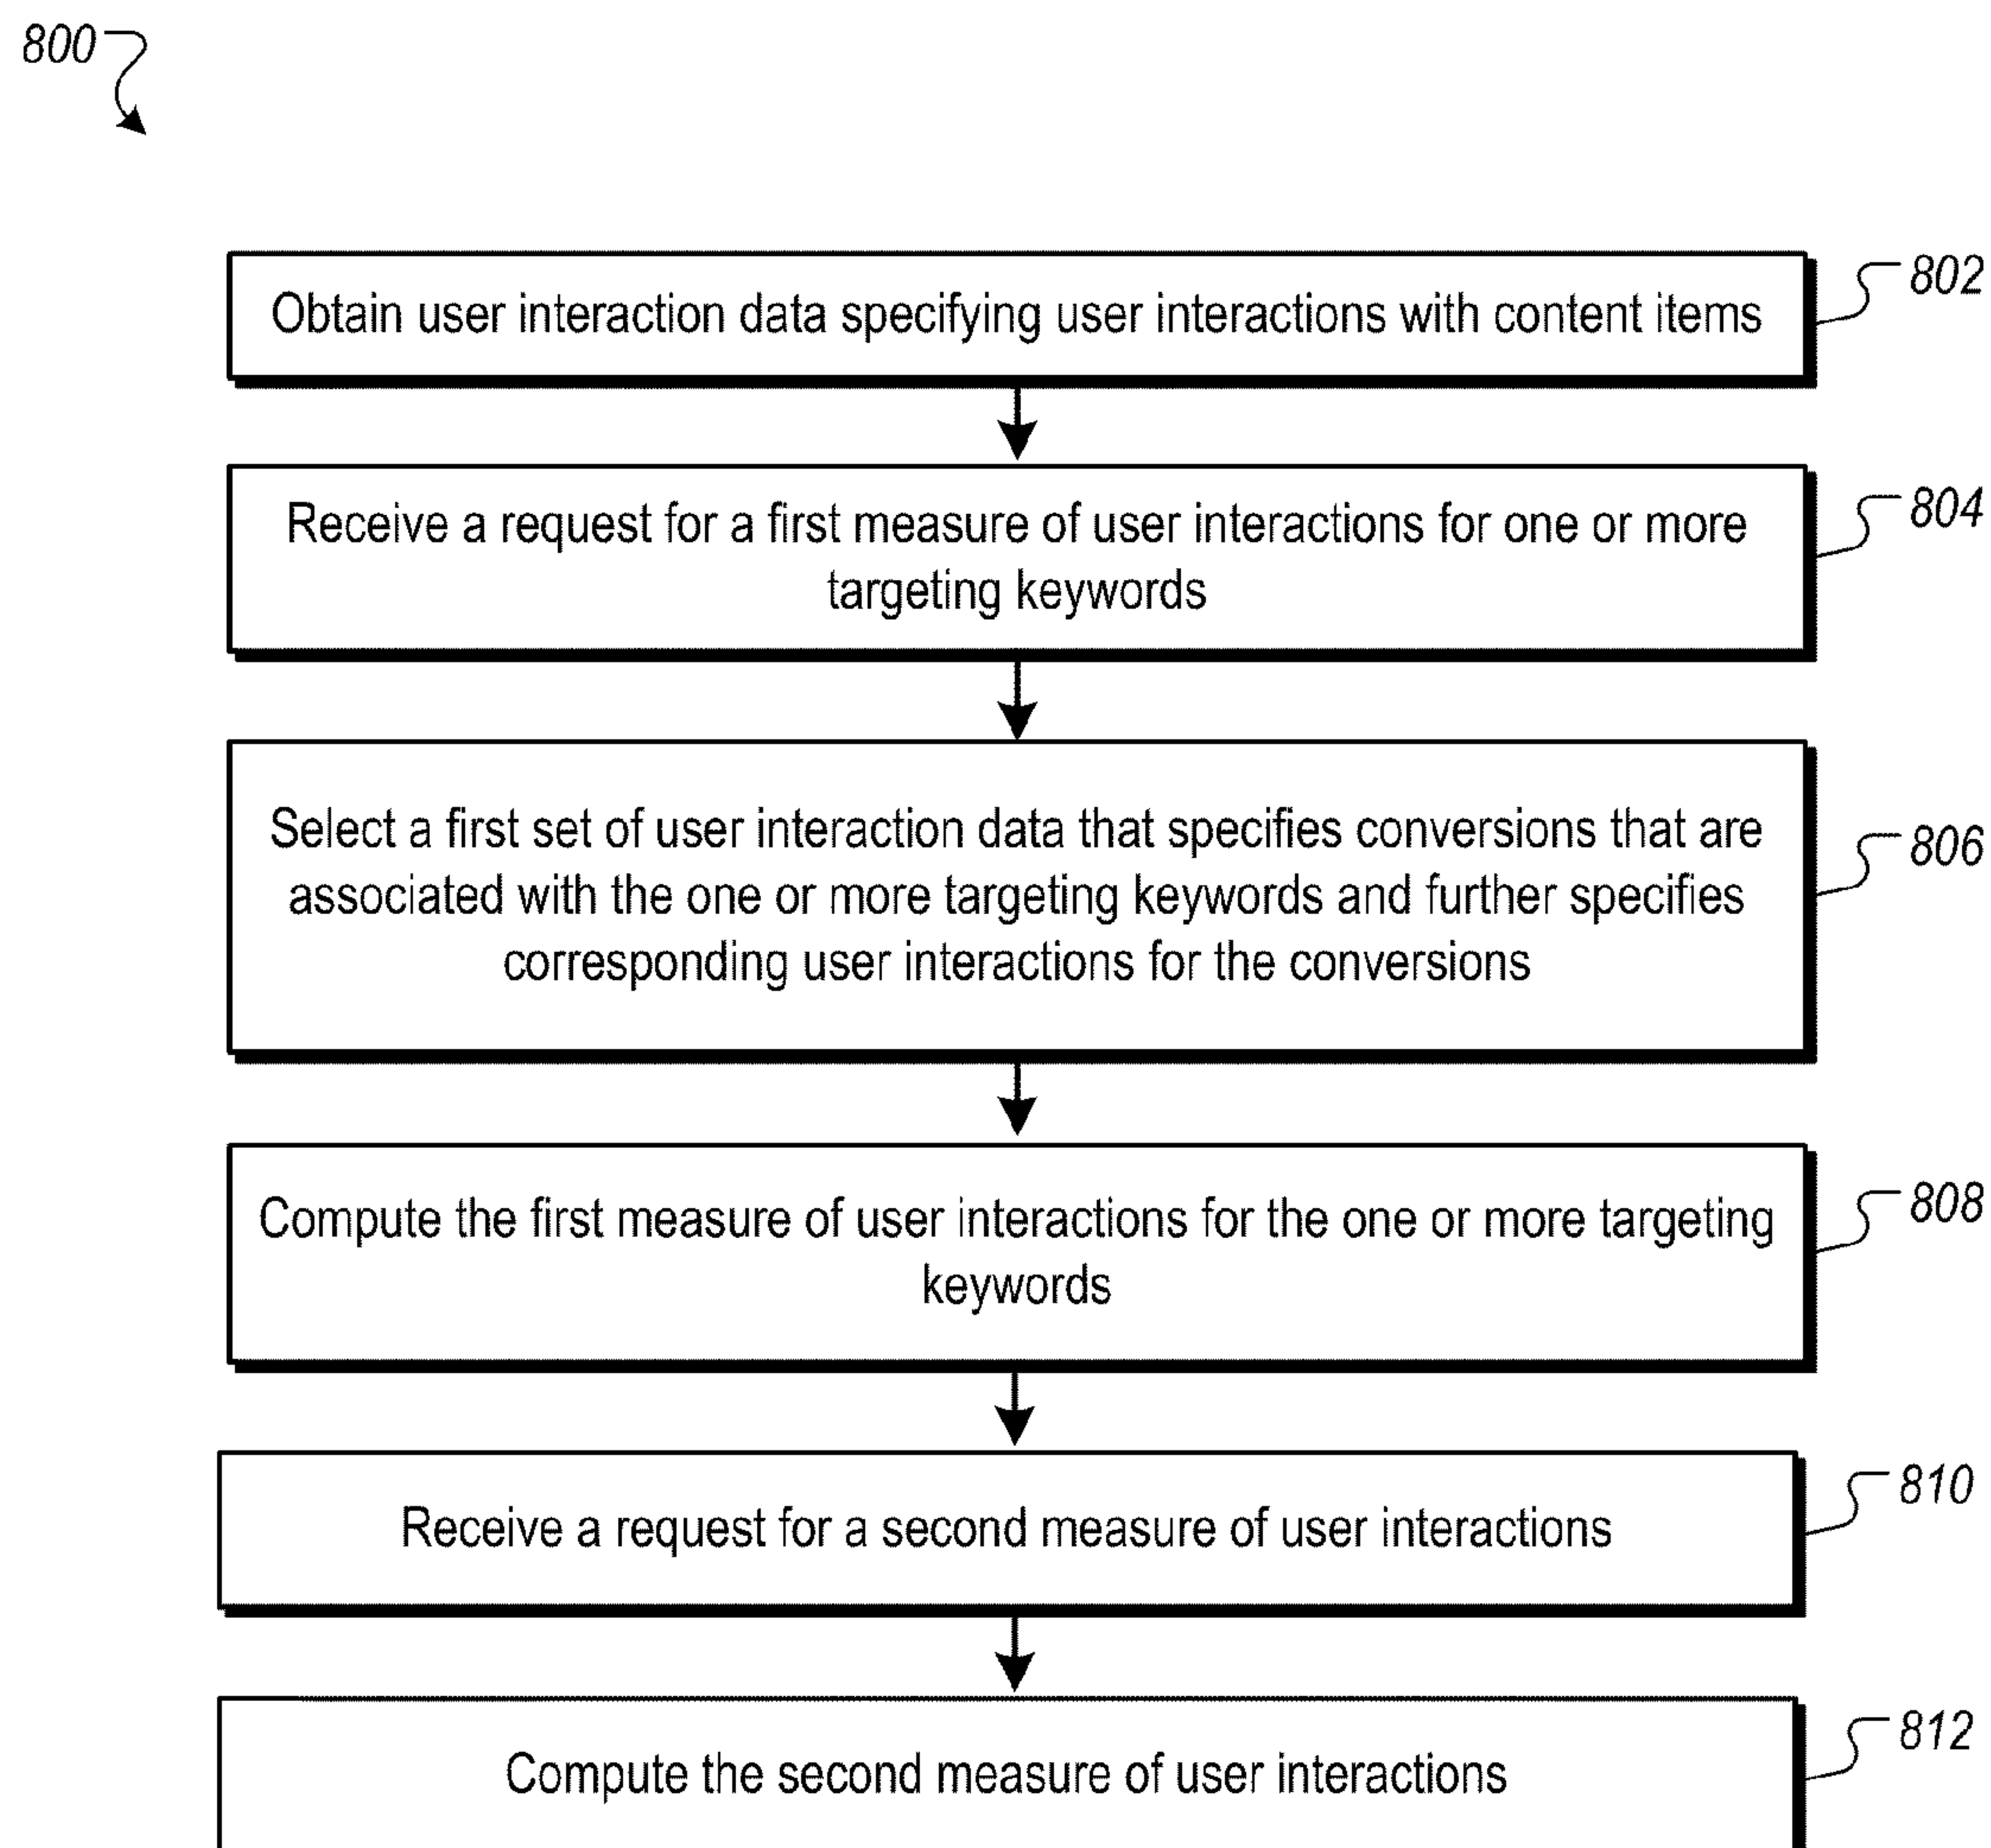 800
Obtain user interaction data specifying user interactions with content items
802
Receive a request for a first measure of user interactions for one or more
targeting keywords
804
Select a first set of user interaction data that specifies conversions that are
associated with the one or more targeting keywords and further specifies
corresponding user interactions for the conversions
806
Compute the first measure of user interactions for the one or more targeting
keywords
808
Receive a request for a second measure of user interactions
810
Compute the second measure of user interactions
812